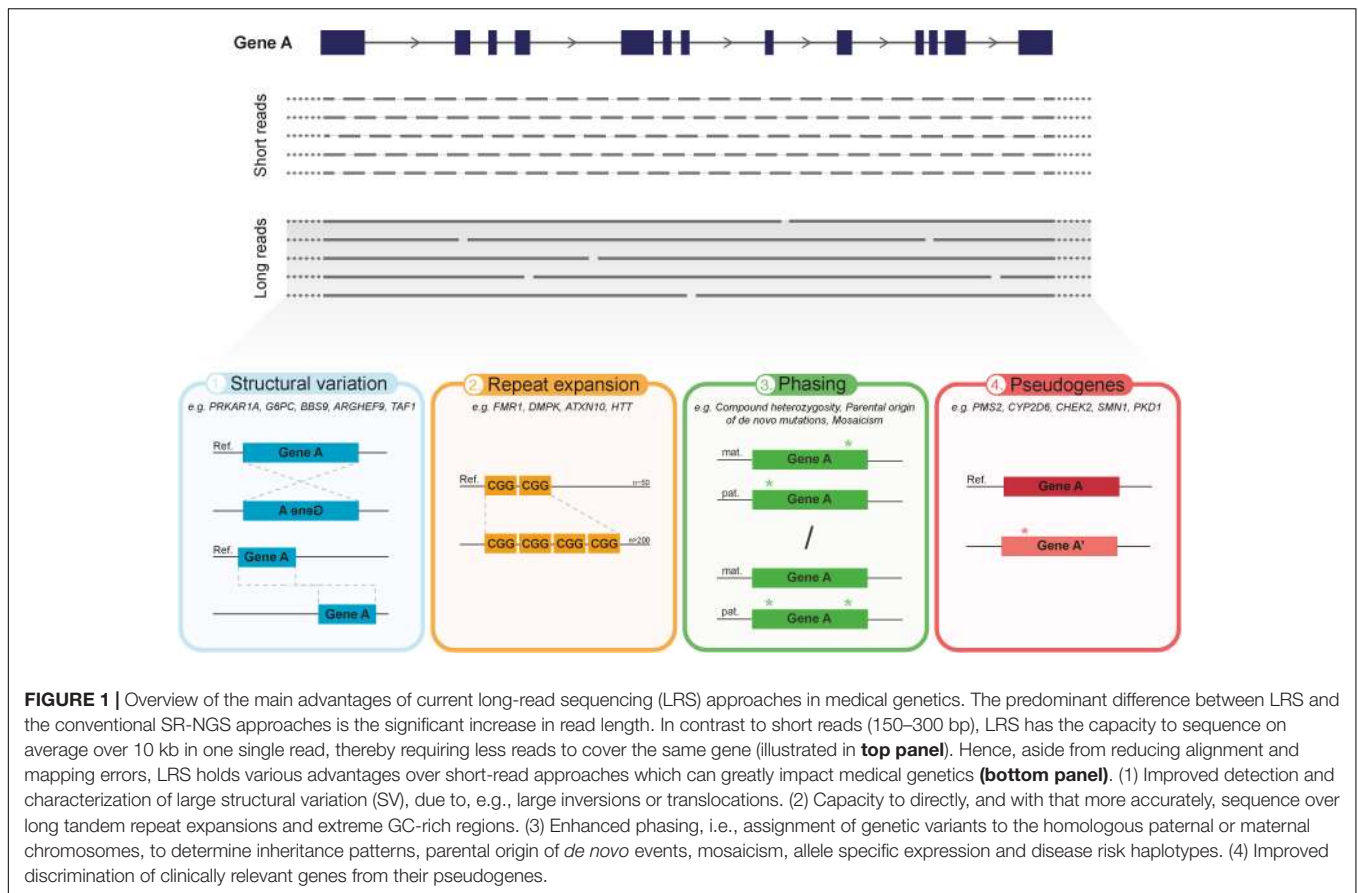 Gene A
Short reads
Long reads
1. Structural variation
e.g. PRKAR1A, G6PC, BBS9, ARGHEF9, TAF1
Ref.
Gene A
Gene A
Ref.
Gene A
Gene A
2. Repeat expansion
e.g. FMR1, DMPK, ATXN10, HTT
Ref.
CGG CGG
n=50
CGG CGG CGG CGG
n>200
3. Phasing
e.g. Compound heterozygosity, Parental origin
of de novo mutations, Mosaicism
*
mat.
Gene A
*
pat.
Gene A
/
mat.
Gene A
* *
pat.
Gene A
4. Pseudogenes
e.g. PMS2, CYP2D6, CHEK2, SMN1, PKD1
Ref.
Gene A
*
Gene A'
FIGURE 1 | Overview of the main advantages of current long-read sequencing (LRS) approaches in medical genetics. The predominant difference between LRS and
the conventional SR-NGS approaches is the significant increase in read length. In contrast to short reads (150–300 bp), LRS has the capacity to sequence on
average over 10 kb in one single read, thereby requiring less reads to cover the same gene (illustrated in top panel). Hence, aside from reducing alignment and
mapping errors, LRS holds various advantages over short-read approaches which can greatly impact medical genetics (bottom panel). (1) Improved detection and
characterization of large structural variation (SV), due to, e.g., large inversions or translocations. (2) Capacity to directly, and with that more accurately, sequence over
long tandem repeat expansions and extreme GC-rich regions. (3) Enhanced phasing, i.e., assignment of genetic variants to the homologous paternal or maternal
chromosomes, to determine inheritance patterns, parental origin of de novo events, mosaicism, allele specific expression and disease risk haplotypes. (4) Improved
discrimination of clinically relevant genes from their pseudogenes.